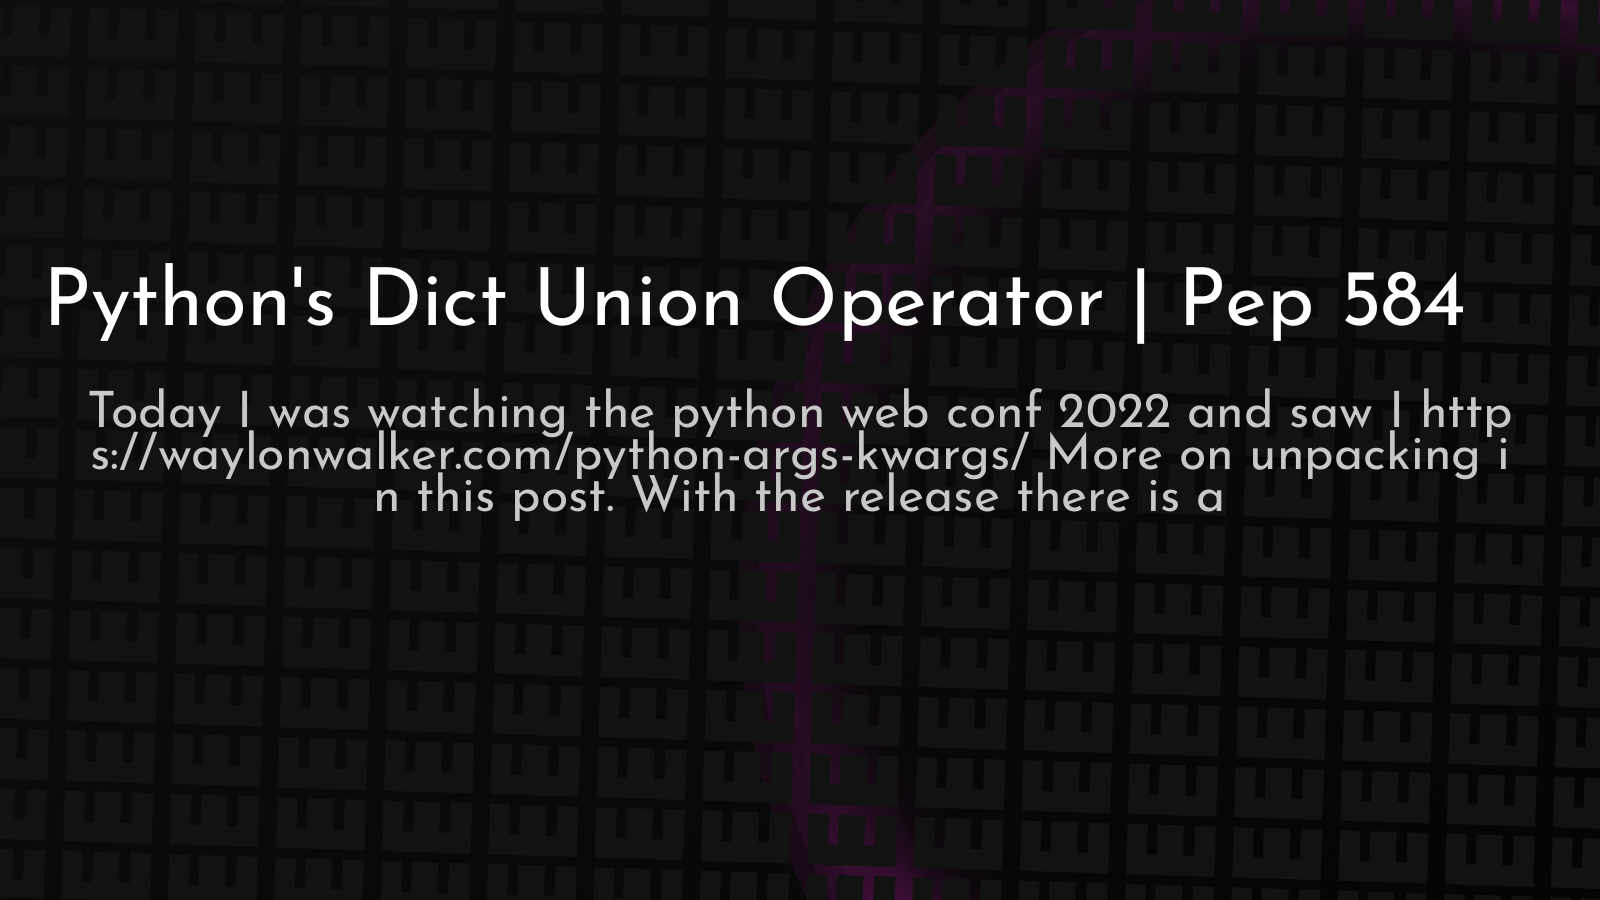 Python's Dict Union Operator | Pep 584
Today I was watching the python web conf 2022 and saw I http
s://waylonwalker.com/python-args-kwargs/ More on unpacking i
n this post. With the release there is a